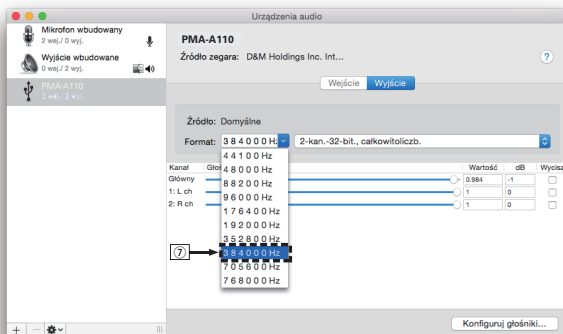 Urządzenia audio
Mikrofon wbudowany
2 wej./ 0 wyj.
Wyjście wbudowane
0 wej./ 2 wyj.
PMA-A110
0 wej./ 2 wyj.
PMA-A110
Źródło zegara: D&M Holdings Inc. Int...
?
Wejście Wyjście
Źródło: Domyślne
Format: 384000 Hz 2-kan.-32-bit., całkowitoliczb.
44100 Hz
48000 Hz
88200 Hz
96000 Hz
176400 Hz
192000 Hz
352800 Hz
⑦ 384000 Hz
705600 Hz
768000 Hz
Kanał Wartość dB Wycisz
Główny 0.984 -1
1: L ch 1 0
2: R ch 1 0
Konfiguruj głośniki...